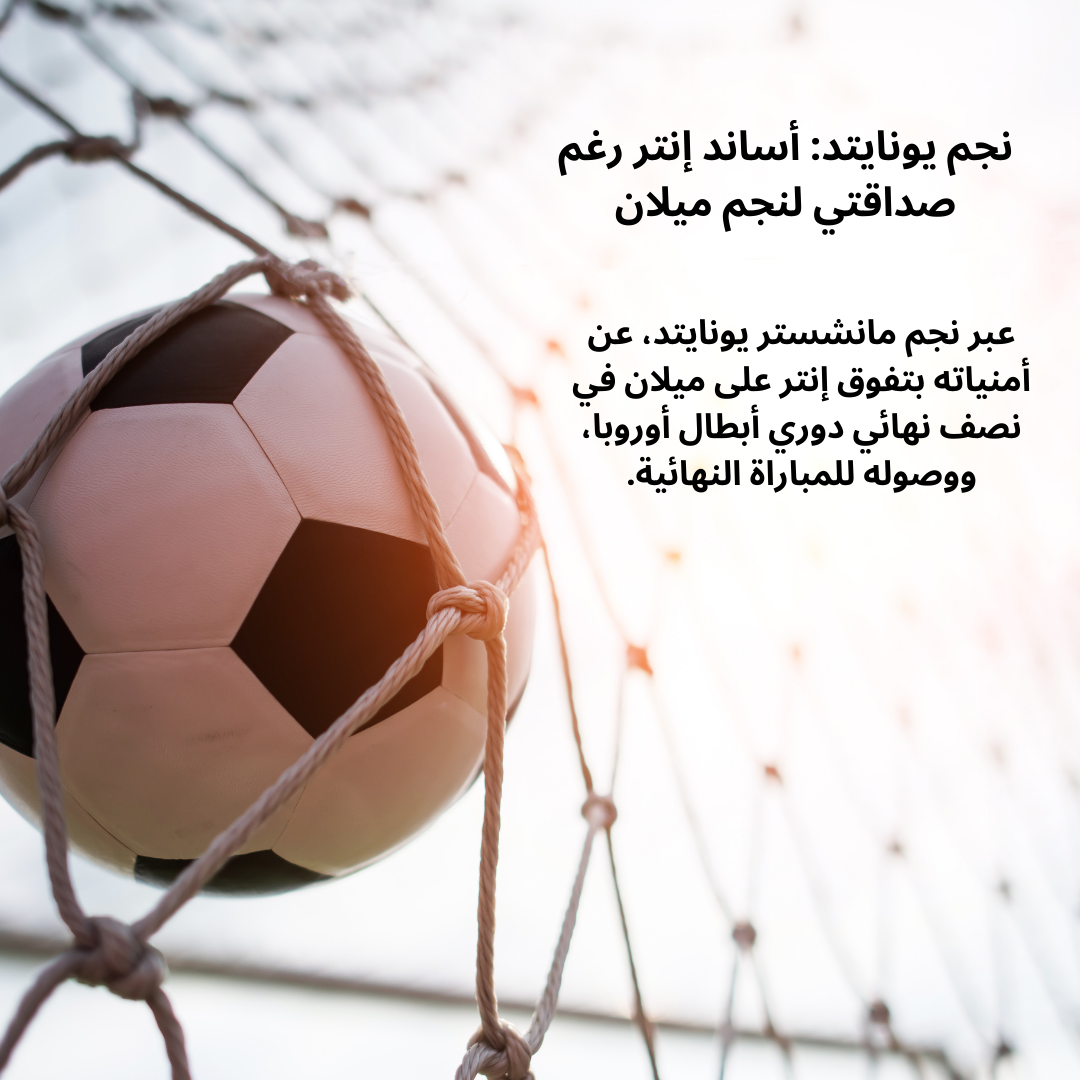 نجم يونايتد: أساند إنتر رغم
صداقتي لنجم ميلان
عبر نجم مانشستر يونايتد، عن
أمنياته بتفوق إنتر على ميلان في
نصف نهائي دوري أبطال أوروبا،
ووصوله للمباراة النهائية.